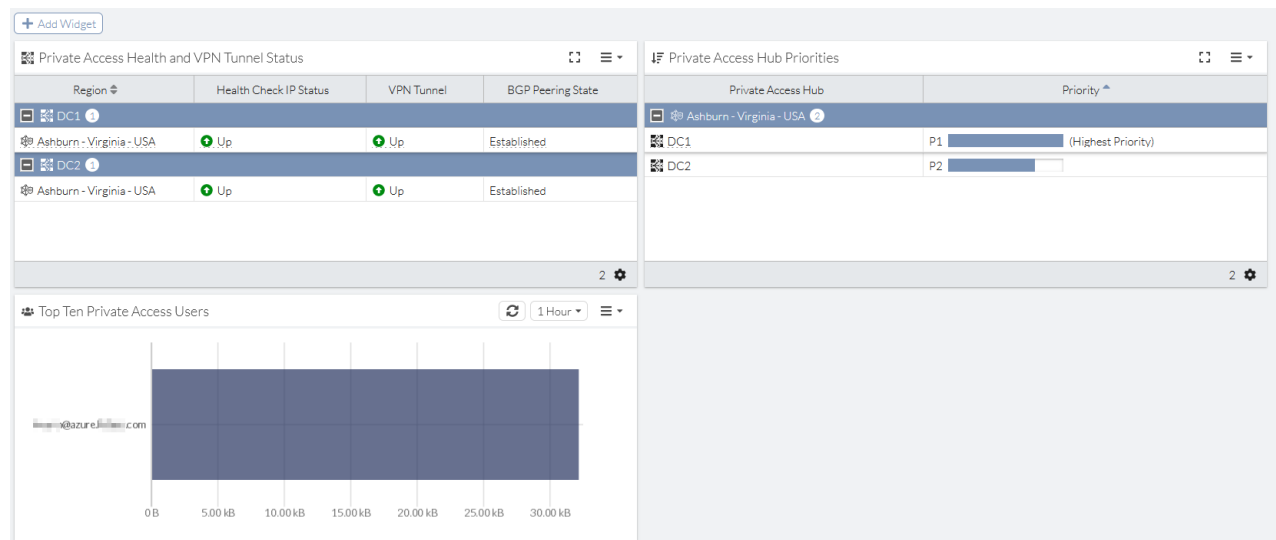 Add Widget
Private Access Health and VPN Tunnel Status
Region Health Check IP Status VPN Tunnel BGP Peering State
DC1 1
Ashburn - Virginia - USA Up Up Established
DC2 1
Ashburn - Virginia - USA Up Up Established
2
Private Access Hub Priorities
Private Access Hub Priority
Ashburn - Virginia - USA 2
DC1 P1 (Highest Priority)
DC2 P2
2
Top Ten Private Access Users 1 Hour
@azure. .com
0 B 5.00 kB 10.00 kB 15.00 kB 20.00 kB 25.00 kB 30.00 kB